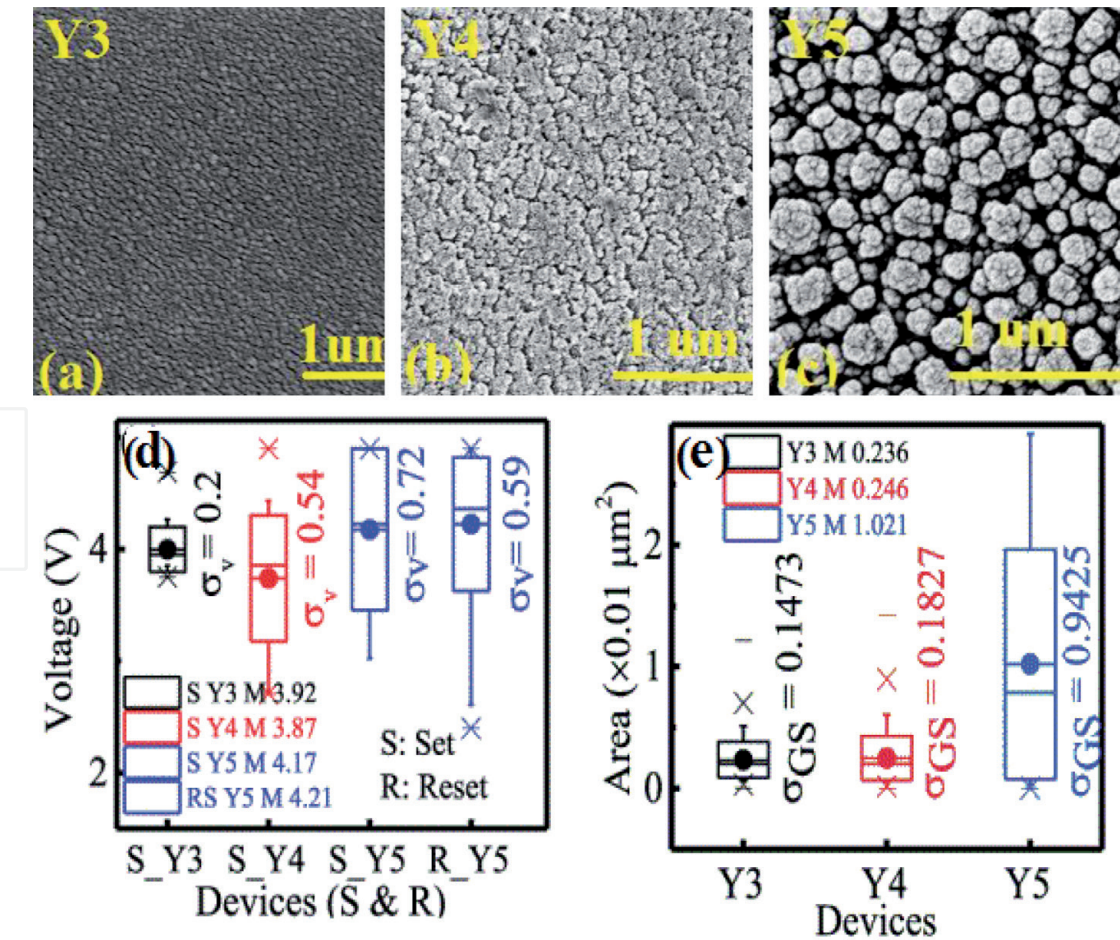 Y3
Y4
Y5
1um
1 um
1 um
(a)
(b)
(c)
(d)
σv = 0.2
σv = 0.54
σv = 0.72
σv = 0.59
Voltage (V)
4
2
S Y3 M 3.92
S Y4 M 3.87
S Y5 M 4.17
RS Y5 M 4.21
S: Set
R: Reset
S_Y3 S_Y4 S_Y5 R_Y5
Devices (S & R)
(e)
Y3 M 0.236
Y4 M 0.246
Y5 M 1.021
Area (×0.01 μm²)
2
1
0
σGS = 0.1473
σGS = 0.1827
σGS = 0.9425
Y3 Y4 Y5
Devices